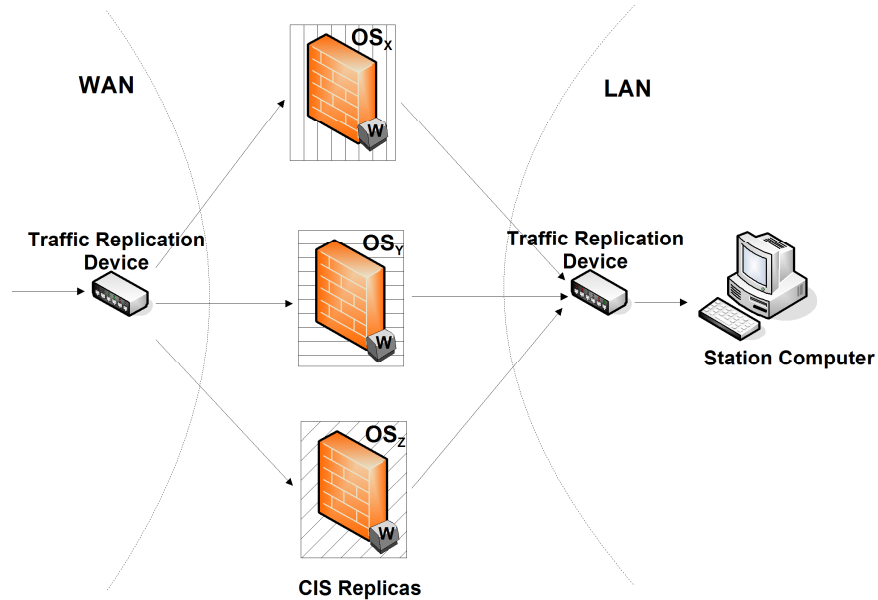 OSX
W
WAN
LAN
Traffic Replication
Device
OSY
W
Traffic Replication
Device
Station Computer
OSZ
W
CIS Replicas